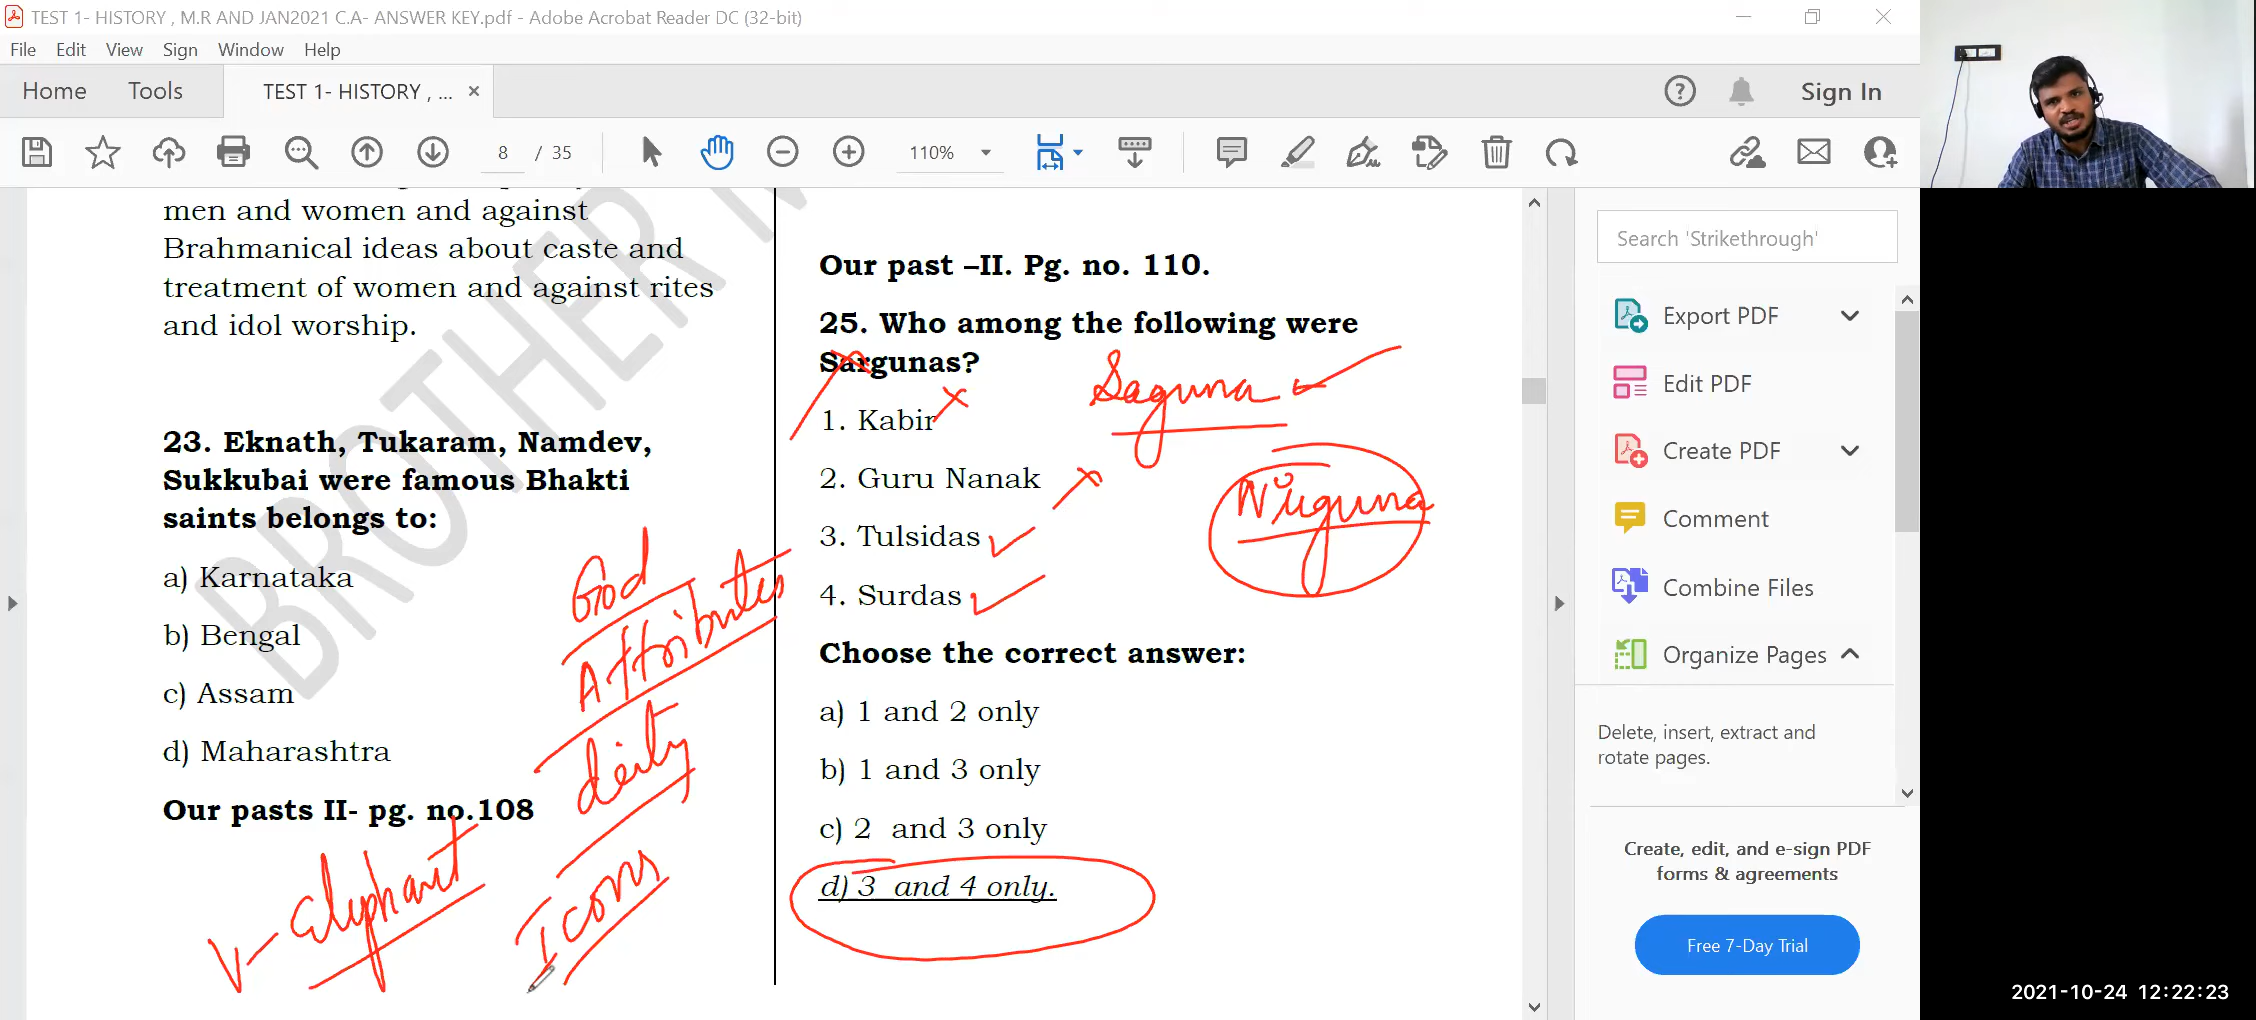 TEST 1- HISTORY , M.R AND JAN2021 C.A- ANSWER KEY.pdf - Adobe Acrobat Reader DC (32-bit)
File Edit View Sign Window Help
Home Tools TEST 1- HISTORY , ... × Sign In
8 / 35 110%
men and women and against
Brahmanical ideas about caste and
treatment of women and against rites
and idol worship.
23. Eknath, Tukaram, Namdev,
Sukkubai were famous Bhakti
saints belongs to:
a) Karnataka
b) Bengal
c) Assam
d) Maharashtra
Our pasts II- pg. no.108
God
Attributes
deity
Icons
V- elephant
BROTHER
Our past –II. Pg. no. 110.
25. Who among the following were
Sargunas?
Saguna
1. Kabir
2. Guru Nanak
Nirguna
3. Tulsidas
4. Surdas
Choose the correct answer:
a) 1 and 2 only
b) 1 and 3 only
c) 2 and 3 only
d) 3 and 4 only.
Search 'Strikethrough'
Export PDF
Edit PDF
Create PDF
Comment
Combine Files
Organize Pages
Delete, insert, extract and
rotate pages.
Create, edit, and e-sign PDF
forms & agreements
Free 7-Day Trial
2021-10-24 12:22:23